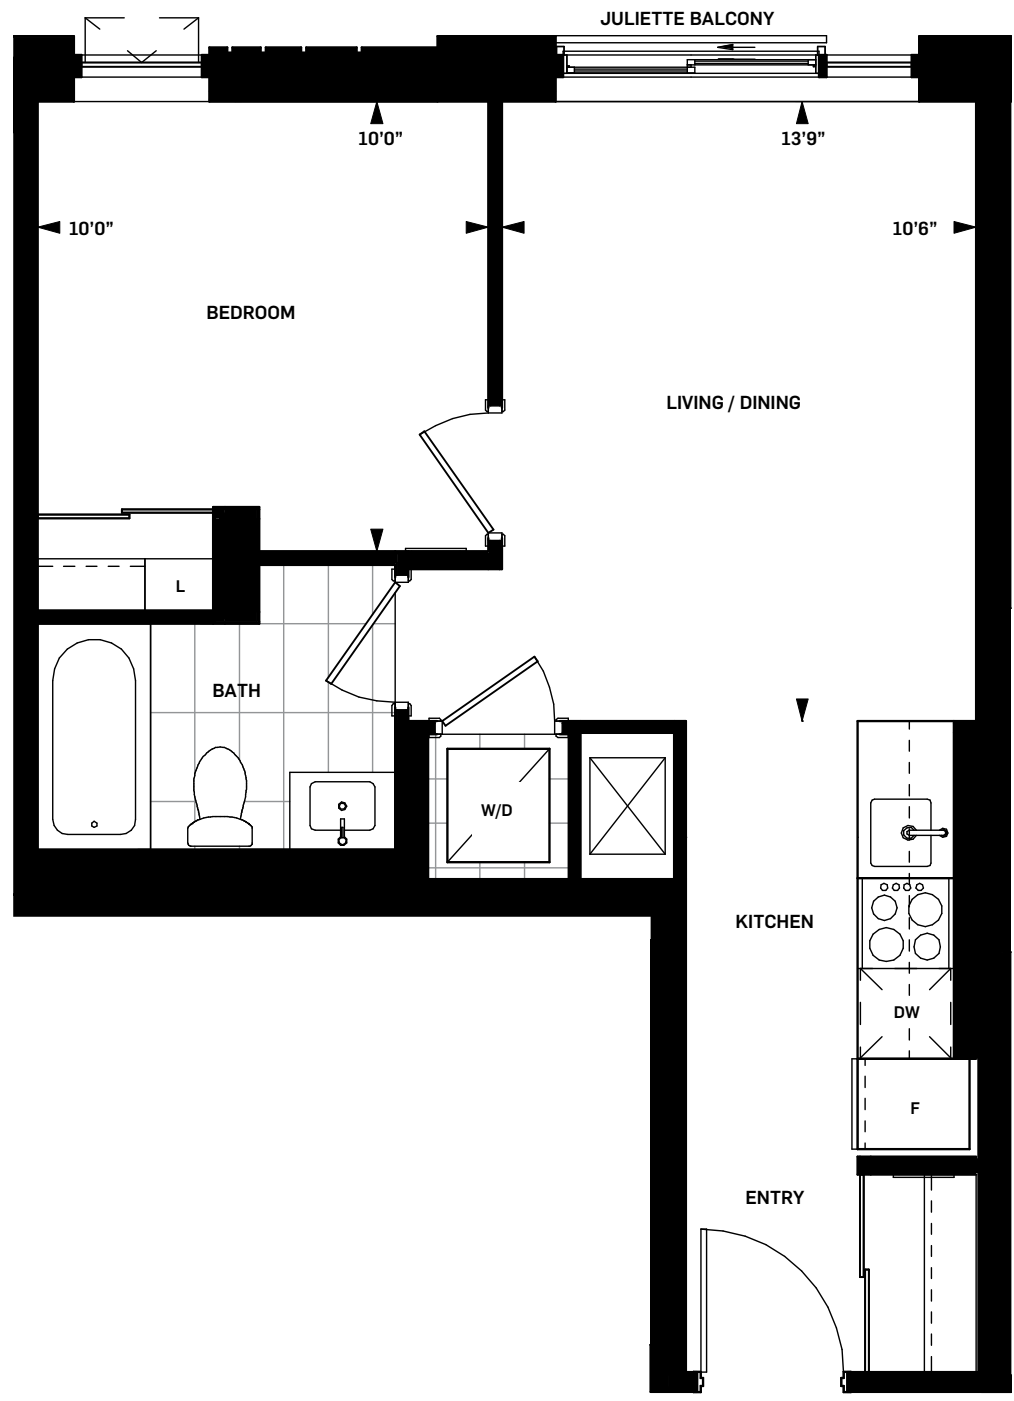 JULIETTE BALCONY
10’0”
13’9”
10’0”
10’6”
BEDROOM
LIVING / DINING
L
BATH
W/D
KITCHEN
DW
F
ENTRY